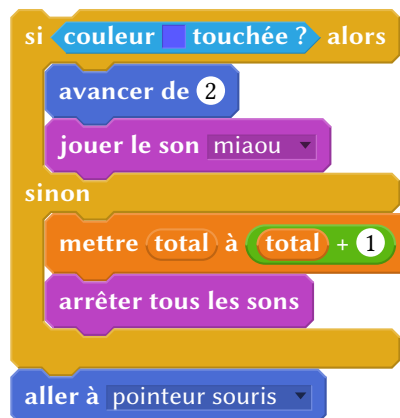 si couleur touchée ? alors
avancer de 2
jouer le son miaou
sinon
mettre total à total + 1
arrêter tous les sons
aller à pointeur souris